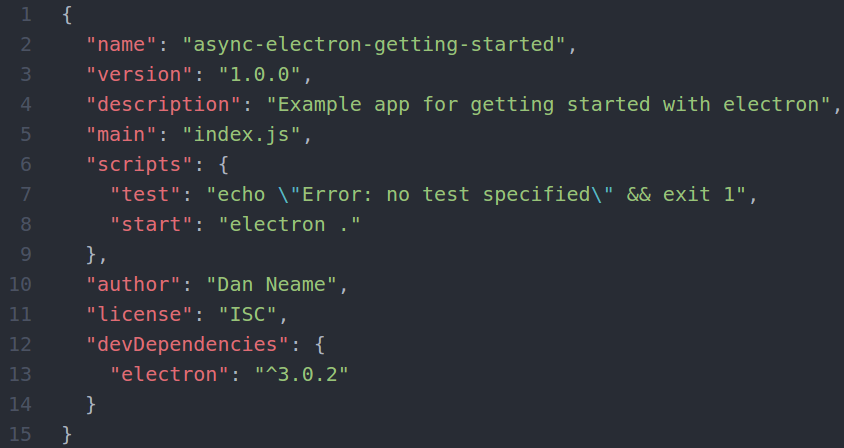 1 {
2   "name": "async-electron-getting-started",
3   "version": "1.0.0",
4   "description": "Example app for getting started with electron",
5   "main": "index.js",
6   "scripts": {
7     "test": "echo \"Error: no test specified\" && exit 1",
8     "start": "electron ."
9   },
10   "author": "Dan Neame",
11   "license": "ISC",
12   "devDependencies": {
13     "electron": "^3.0.2"
14   }
15 }